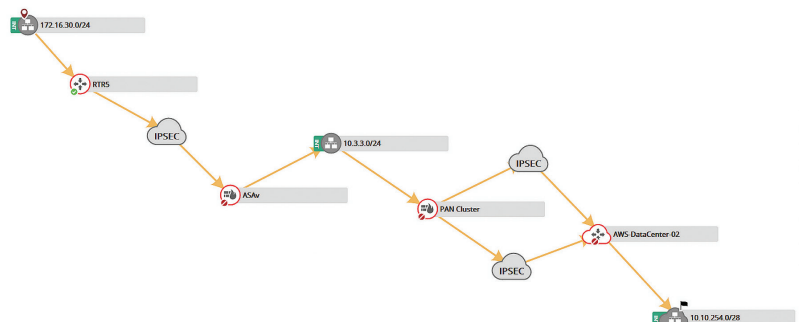 172.16.30.0/24
RTR5
IPSEC
ASAv
10.3.3.0/24
IPSEC
PAN Cluster
IPSEC
AWS-DataCenter-02
10.10.254.0/28